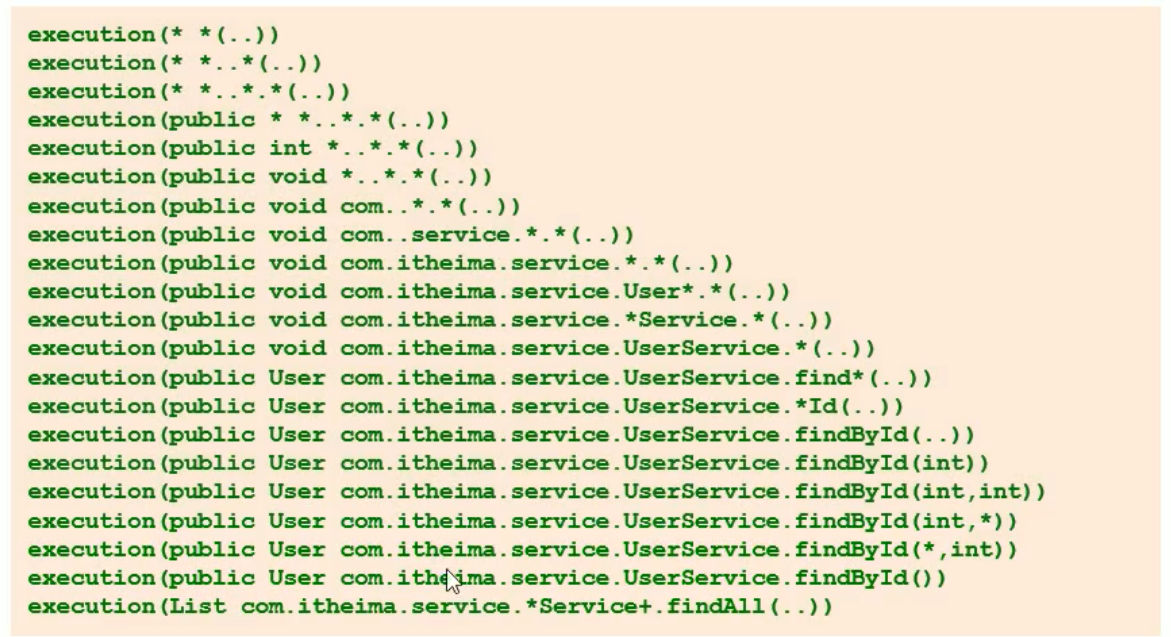 execution(* *(..))
execution(* *..*(..))
execution(* *..*.*(..))
execution(public * *..*.*(..))
execution(public int *..*.*(..))
execution(public void *..*.*(..))
execution(public void com..*.*(..))
execution(public void com..service.*.*(..))
execution(public void com.itheima.service.*.*(..))
execution(public void com.itheima.service.User*.*(..))
execution(public void com.itheima.service.*Service.*(..))
execution(public void com.itheima.service.UserService.*(..))
execution(public User com.itheima.service.UserService.find*(..))
execution(public User com.itheima.service.UserService.*Id(..))
execution(public User com.itheima.service.UserService.findById(..))
execution(public User com.itheima.service.UserService.findById(int))
execution(public User com.itheima.service.UserService.findById(int,int))
execution(public User com.itheima.service.UserService.findById(int,*))
execution(public User com.itheima.service.UserService.findById(*,int))
execution(public User com.itheima.service.UserService.findById())
execution(List com.itheima.service.*Service+.findAll(..))